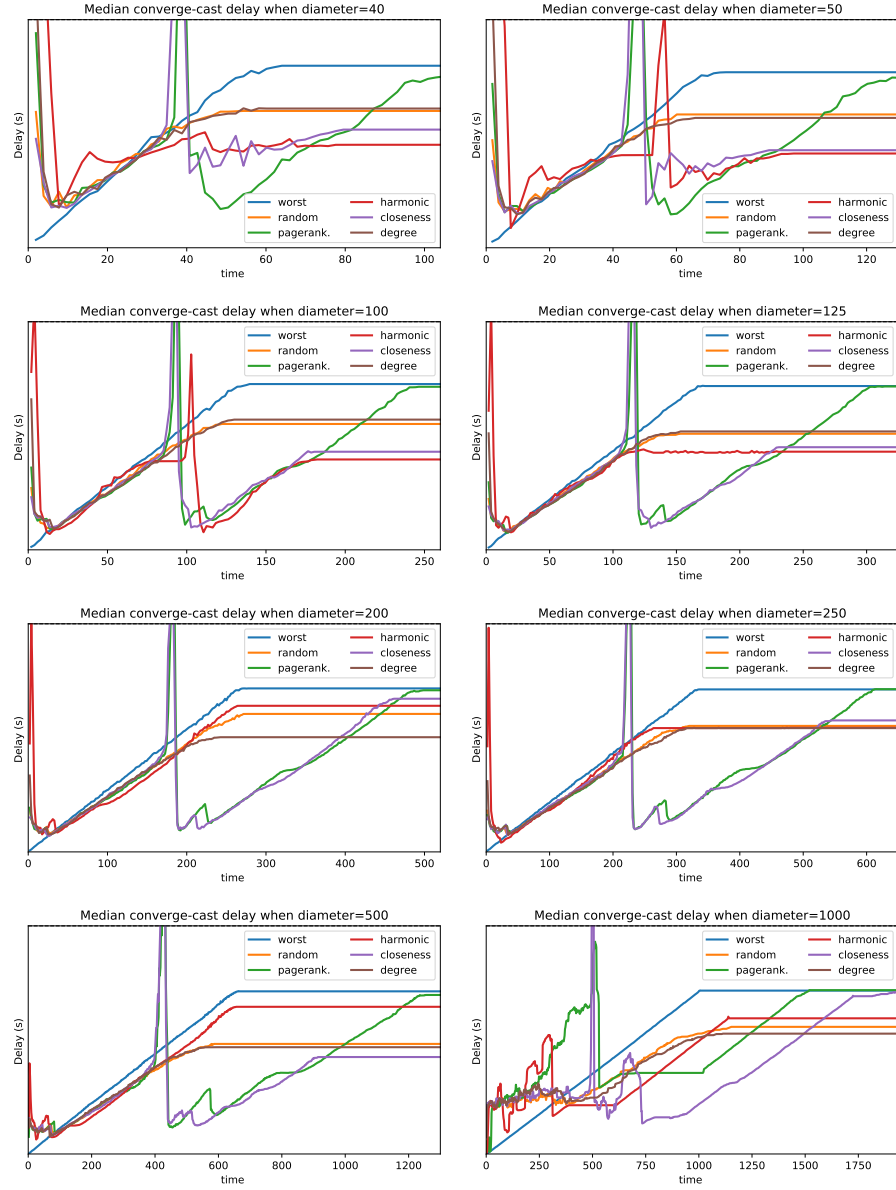 Median converge-cast delay when diameter=40
Delay (s)
worst
random
pagerank.
harmonic
closeness
degree
0 20 40 60 80 100
time
Median converge-cast delay when diameter=50
Delay (s)
worst
random
pagerank.
harmonic
closeness
degree
0 20 40 60 80 100 120
time
Median converge-cast delay when diameter=100
Delay (s)
worst
random
pagerank.
harmonic
closeness
degree
0 50 100 150 200 250
time
Median converge-cast delay when diameter=125
Delay (s)
worst
random
pagerank.
harmonic
closeness
degree
0 50 100 150 200 250 300
time
Median converge-cast delay when diameter=200
Delay (s)
worst
random
pagerank.
harmonic
closeness
degree
0 100 200 300 400 500
time
Median converge-cast delay when diameter=250
Delay (s)
worst
random
pagerank.
harmonic
closeness
degree
0 100 200 300 400 500 600
time
Median converge-cast delay when diameter=500
Delay (s)
worst
random
pagerank.
harmonic
closeness
degree
0 200 400 600 800 1000 1200
time
Median converge-cast delay when diameter=1000
Delay (s)
worst
random
pagerank.
harmonic
closeness
degree
0 250 500 750 1000 1250 1500 1750
time